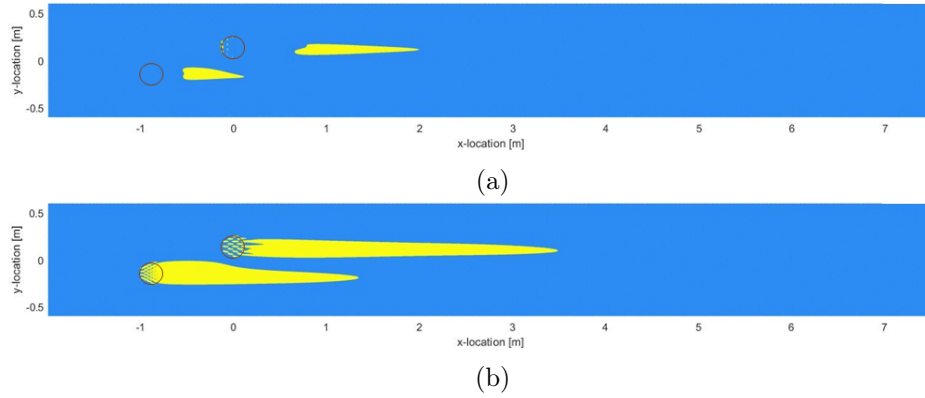 0.5
0
-0.5
y-location [m]
-1 0 1 2 3 4 5 6 7
x-location [m]
(a)
0.5
0
-0.5
y-location [m]
-1 0 1 2 3 4 5 6 7
x-location [m]
(b)